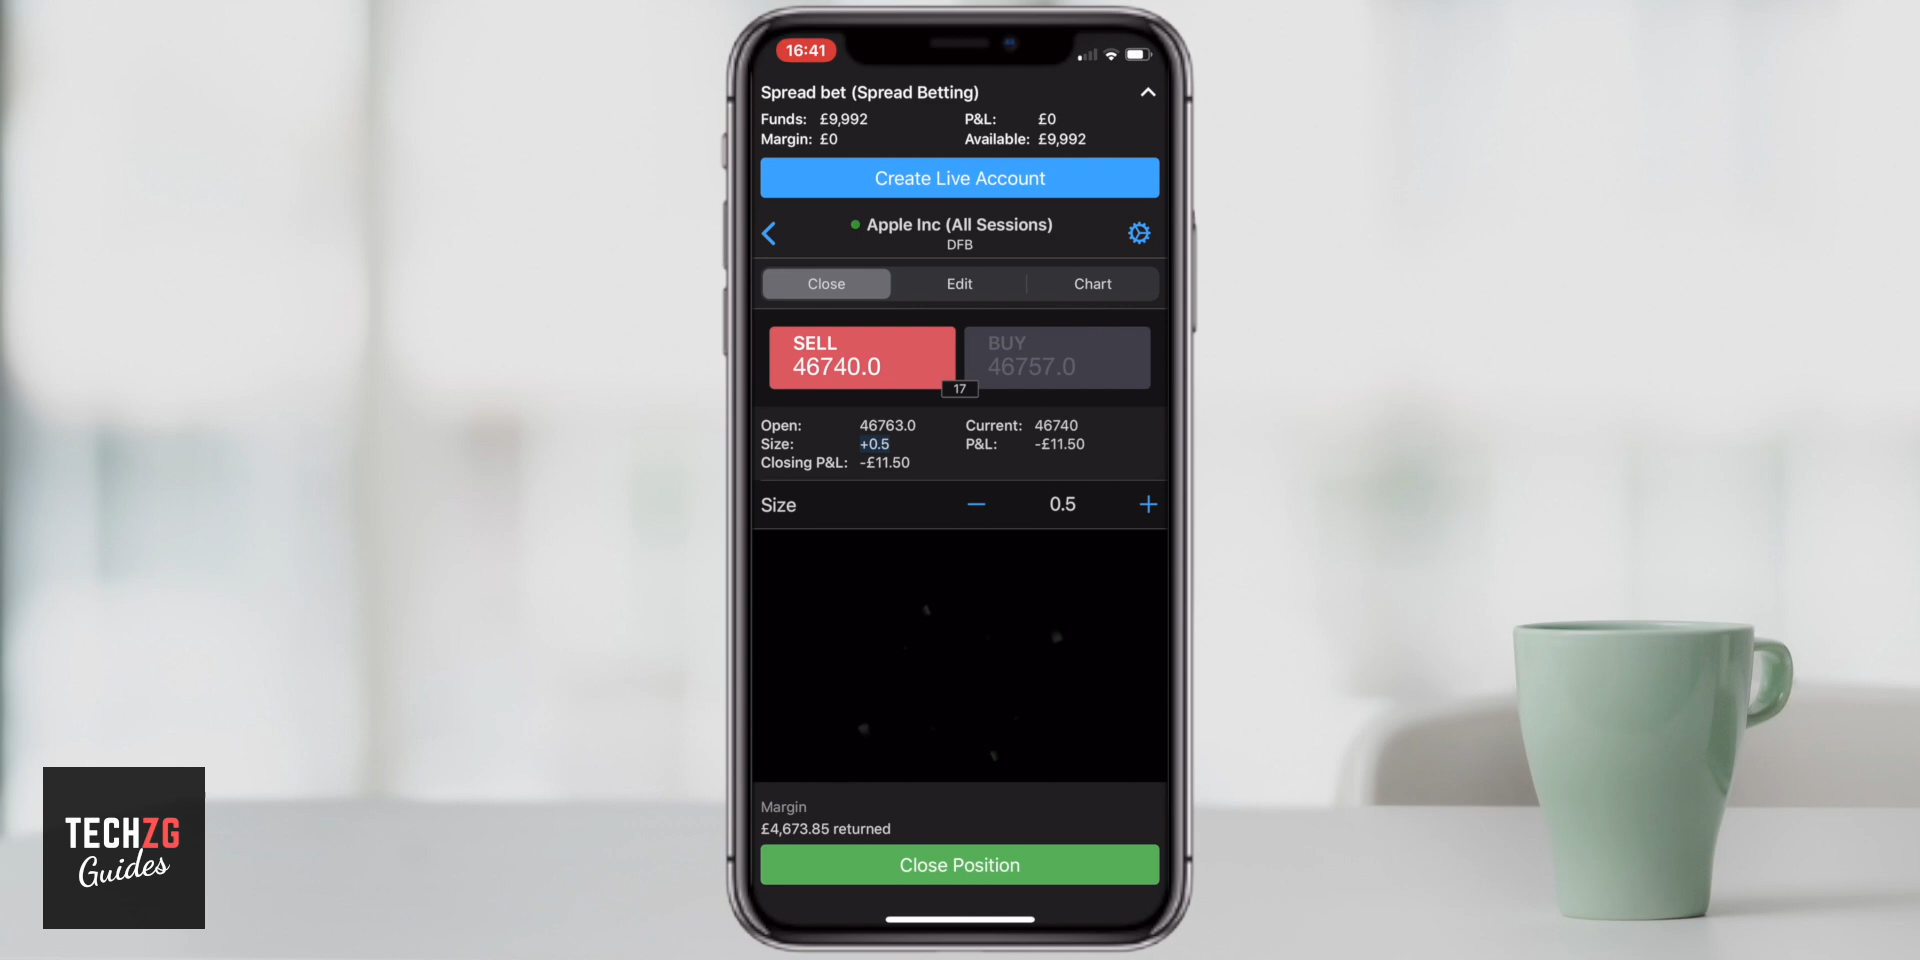 16:41
Spread bet (Spread Betting)
Funds: £9,992 P&L: £0
Margin: £0 Available: £9,992
Create Live Account
Apple Inc (All Sessions)
DFB
Close Edit Chart
SELL BUY
46740.0 46757.0
17
Open: 46763.0 Current: 46740
Size: +0.5 P&L: -£11.50
Closing P&L: -£11.50
Size 0.5
Margin
£4,673.85 returned
Close Position
TECHZG
Guides